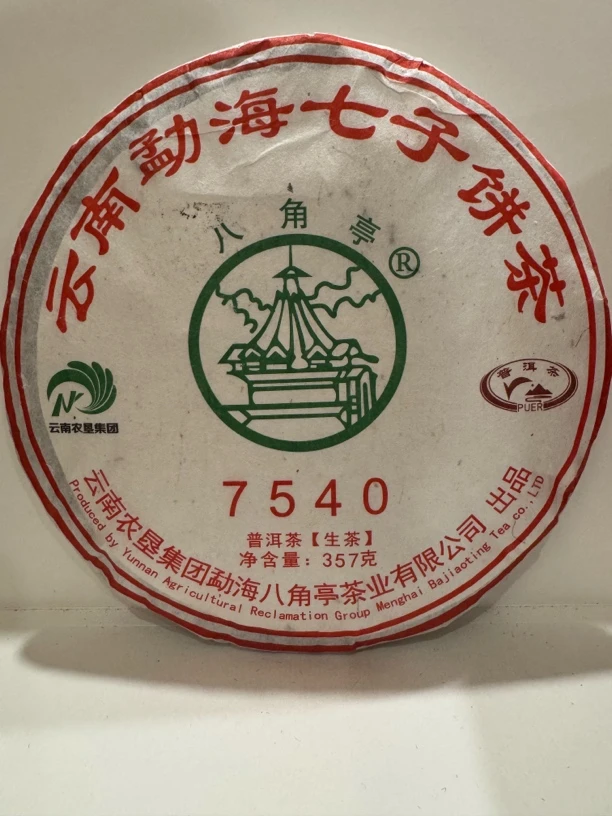 云南勐海七子饼茶
八角亭®
云南农垦集团
普洱茶
PUER
7540
普洱茶【生茶】
净含量：357克
云南农垦集团勐海八角亭茶业有限公司 出品
Produced by Yunnan Agricultural Reclamation Group Menghai Bajiaoting Tea co., LTD